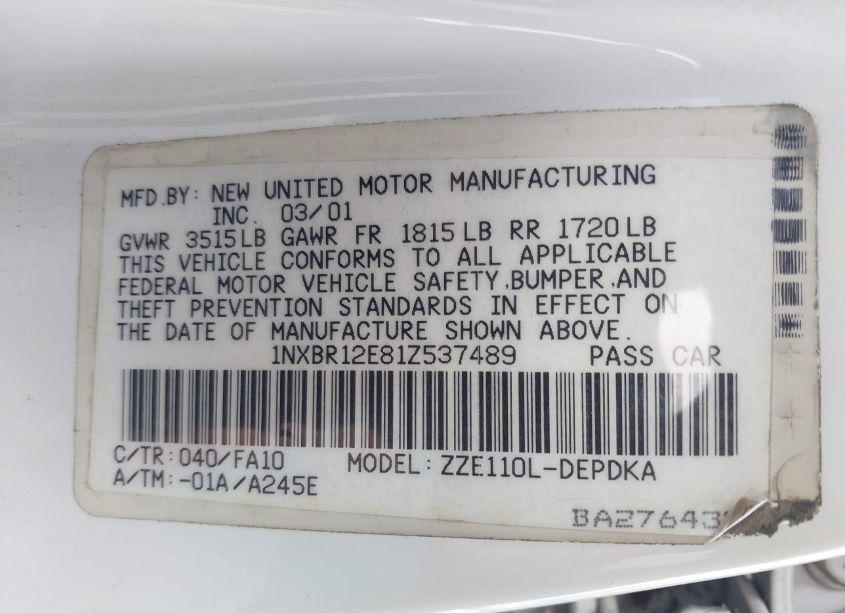 MFD.BY: NEW UNITED MOTOR MANUFACTURING
INC. 03/01
GVWR 3515LB GAWR FR 1815LB RR 1720LB
THIS VEHICLE CONFORMS TO ALL APPLICABLE
FEDERAL MOTOR VEHICLE SAFETY,BUMPER,AND
THEFT PREVENTION STANDARDS IN EFFECT ON
THE DATE OF MANUFACTURE SHOWN ABOVE.
1NXBR12E81Z537489 PASS CAR
C/TR:040/FA10 MODEL:ZZE110L-DEPDKA
A/TM:-01A/A245E